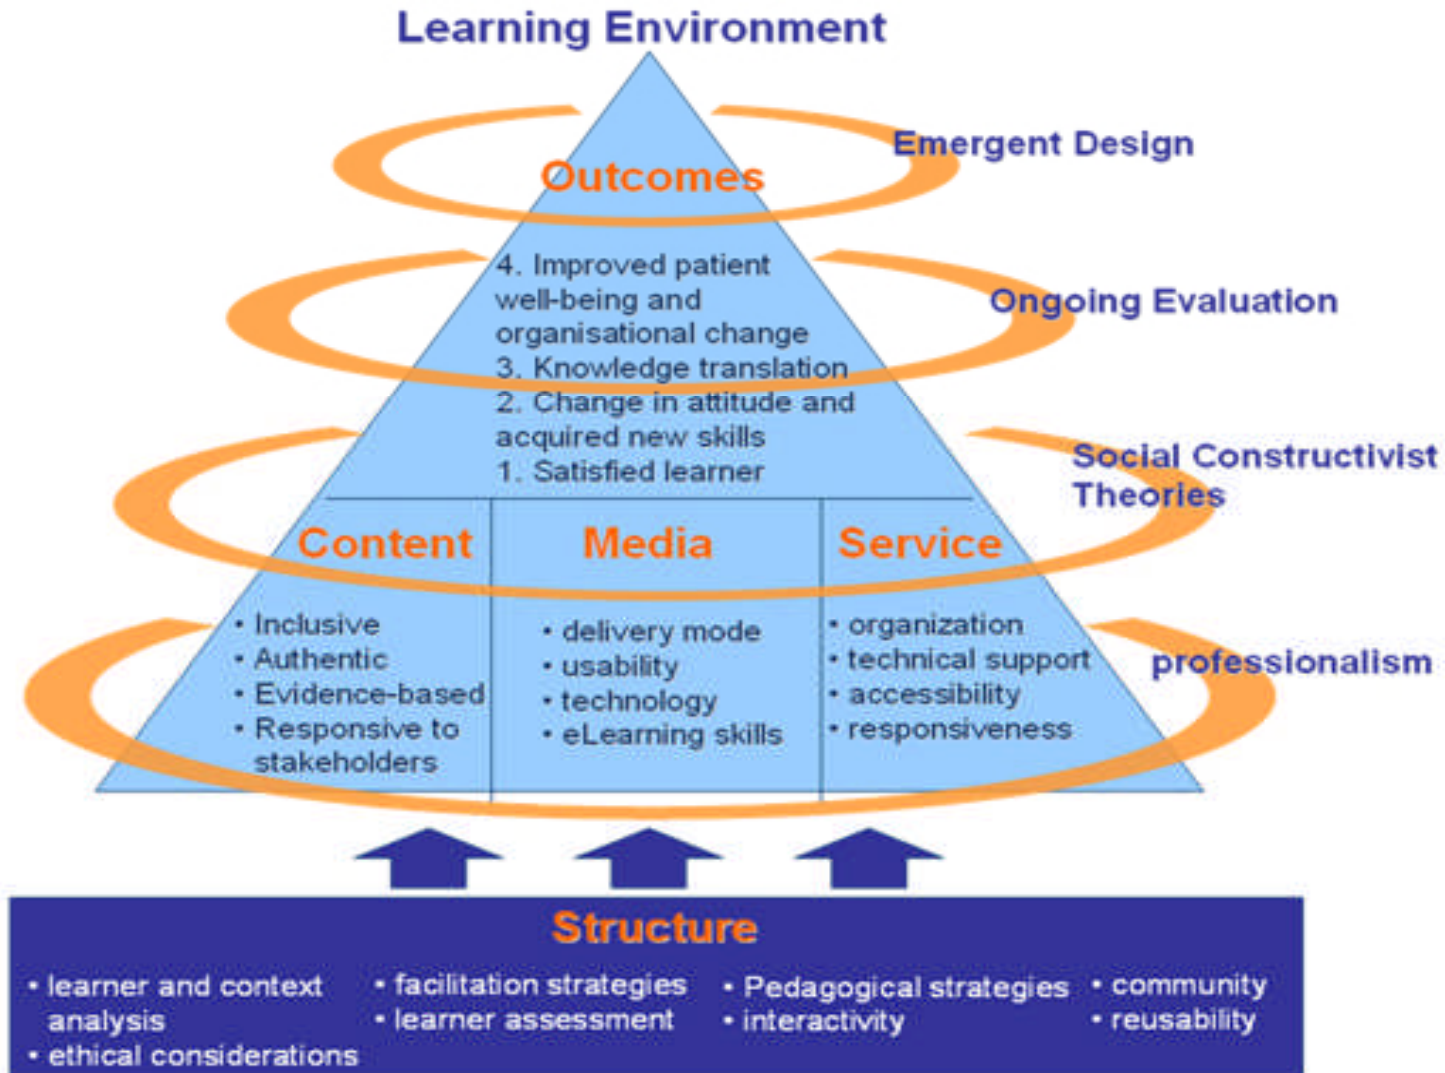 Learning Environment
Emergent Design
Outcomes
Ongoing Evaluation
4. Improved patient
well-being and
organisational change
3. Knowledge translation
2. Change in attitude and
acquired new skills
1. Satisfied learner
Social Constructivist
Theories
Content
Media
Service
• Inclusive
• Authentic
• Evidence-based
• Responsive to
stakeholders
• delivery mode
• usability
• technology
• eLearning skills
• organization
• technical support
• accessibility
• responsiveness
professionalism
Structure
• learner and context
analysis
• ethical considerations
• facilitation strategies
• learner assessment
• Pedagogical strategies
• interactivity
• community
• reusability